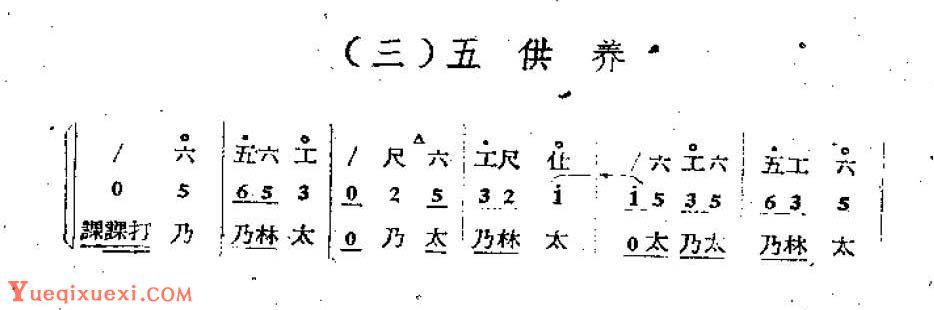 （三）五供养
/ 六 五六工 / 尺六 工尺仩 / 六工六 五工六
0 5 6 5 3 0 2 5 3 2 1 1 5 3 5 6 3 5
課課打 乃 乃林 太 0 乃 太 乃林 太 0 太 乃太 乃林 太
Yueqixuexi.COM